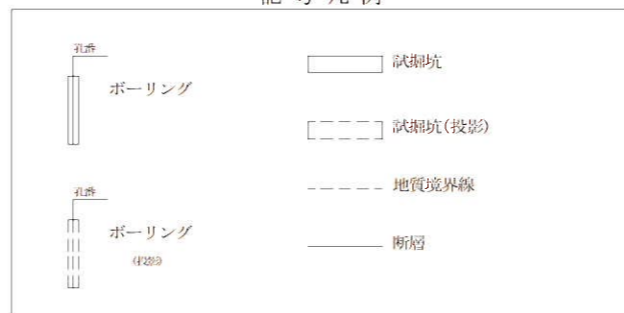 記号凡例
孔番
ボーリング
孔番
ボーリング
(投影)
試掘坑
試掘坑(投影)
地質境界線
断層